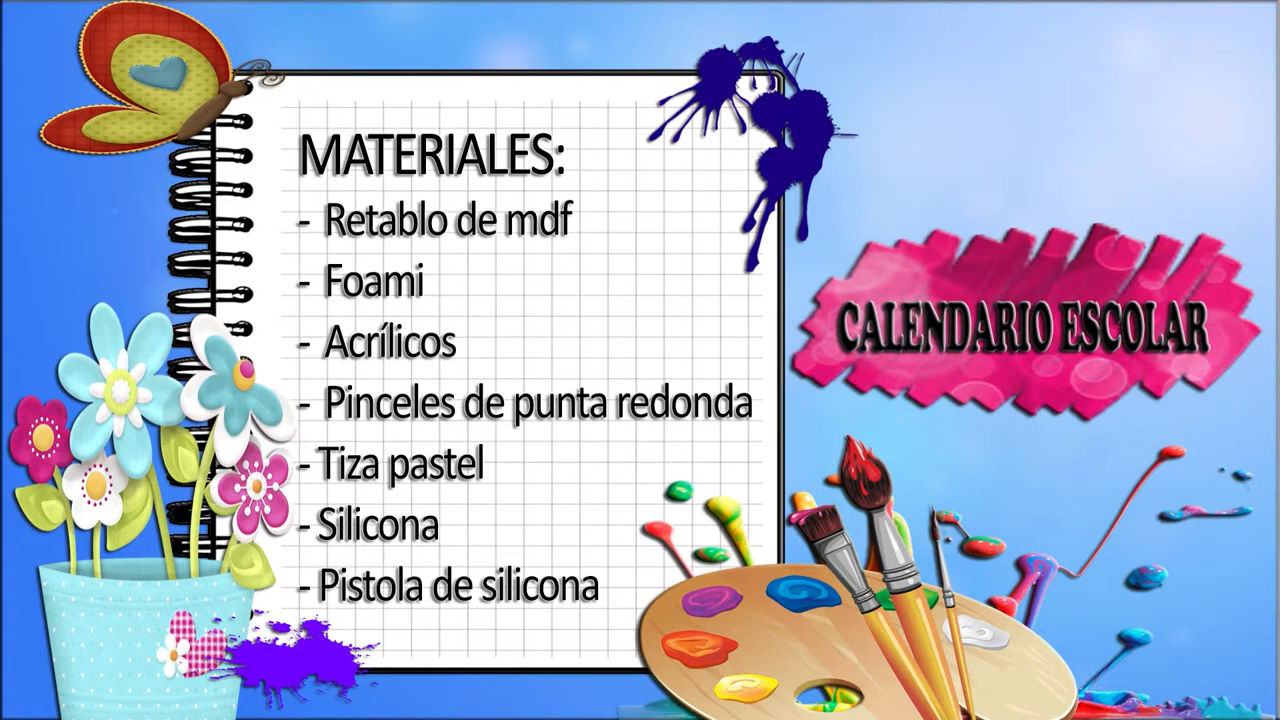 MATERIALES:
- Retablo de mdf
- Foami
- Acrílicos
- Pinceles de punta redonda
- Tiza pastel
- Silicona
- Pistola de silicona
CALENDARIO ESCOLAR